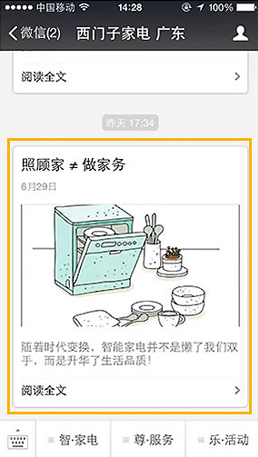 中国移动 14:28 100%
微信(2) 西门子家电 广东
阅读全文
昨天 17:34
照顾家 ≠ 做家务
6月29日
随着时代变换，智能家电并不是懒了我们双
手，而是升华了生活品质！
阅读全文
智·家电 尊·服务 乐·活动